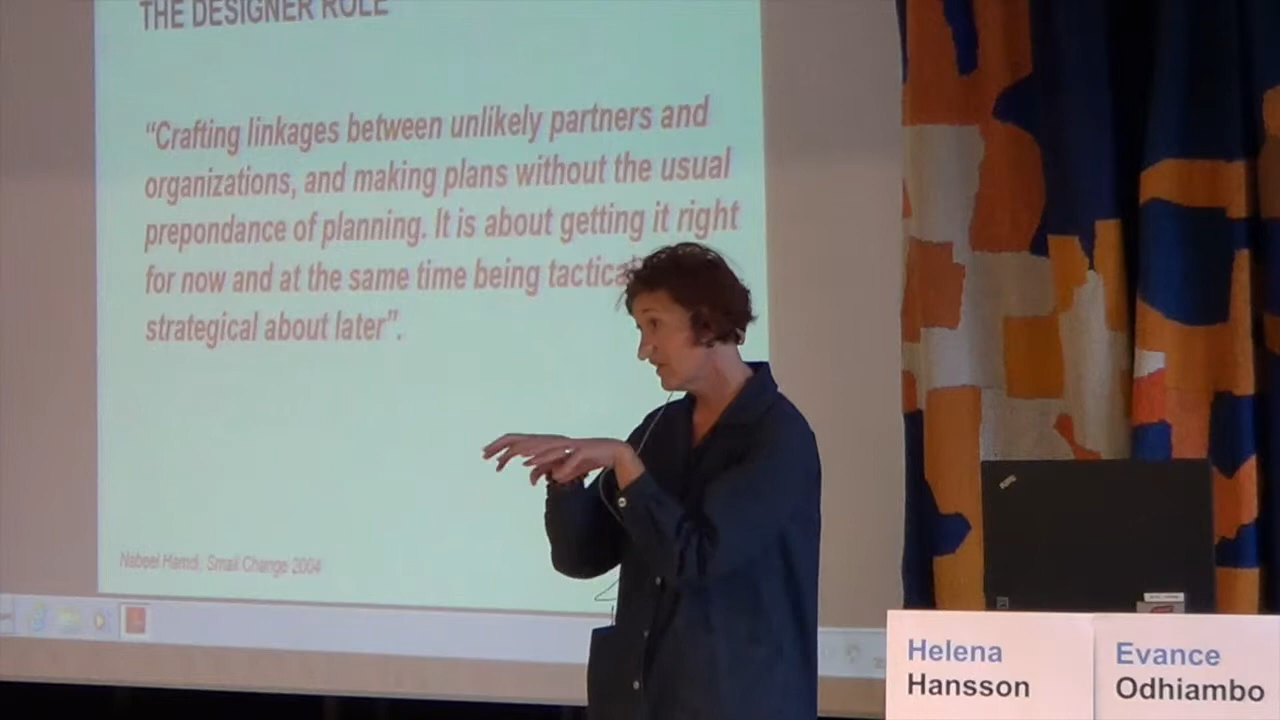 THE DESIGNER ROLE
“Crafting linkages between unlikely partners and
organizations, and making plans without the usual
prepondance of planning. It is about getting it right
for now and at the same time being tactical
strategical about later”.
Nabeel Hamdi, Small Change 2004
Helena
Hansson
Evance
Odhiambo